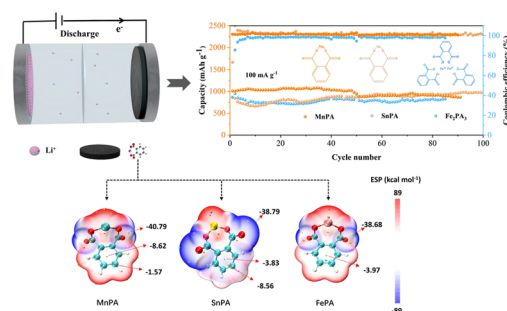 Discharge
e-
Li+
Capacity (mAh g-1)
2500
2000
1500
1000
500
0
100 mA g-1
MnPA
SnPA
Fe2PA3
0
20
40
60
80
100
Cycle number
100
80
60
40
20
0
Coulombic efficiency (%)
ESP (kcal mol-1)
89
-89
-40.79
-8.62
-1.57
MnPA
-38.79
-3.83
-8.56
SnPA
-38.68
-3.97
FePA